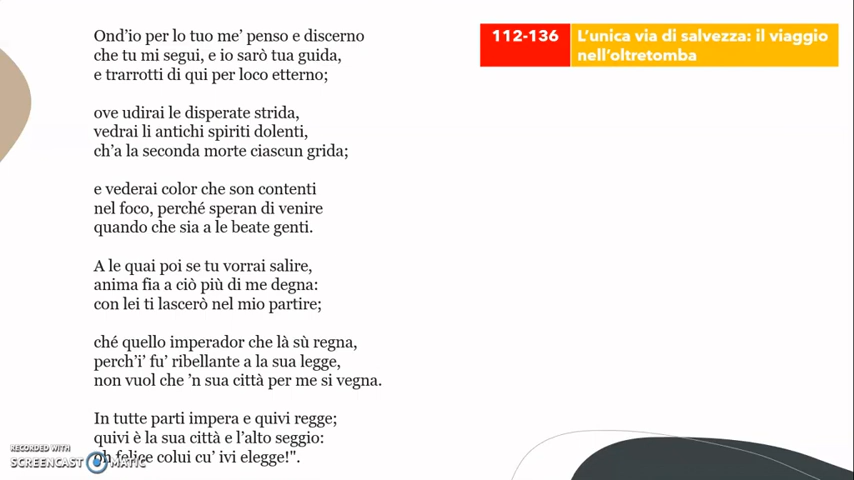 Ond'io per lo tuo me' penso e discerno
che tu mi segui, e io sarò tua guida,
e trarrotti di qui per loco etterno;
ove udirai le disperate strida,
vedrai li antichi spiriti dolenti,
ch'a la seconda morte ciascun grida;
e vederai color che son contenti
nel foco, perché speran di venire
quando che sia a le beate genti.
A le quai poi se tu vorrai salire,
anima fia a ciò più di me degna:
con lei ti lascerò nel mio partire;
ché quello imperador che là sù regna,
perch'i' fu' ribellante a la sua legge,
non vuol che 'n sua città per me si vegna.
In tutte parti impera e quivi regge;
quivi è la sua città e l'alto seggio:
oh felice colui cu' ivi elegge!".
112-136
L'unica via di salvezza: il viaggio
nell'oltretomba
RECORDED WITH
SCREENCAST MATIC